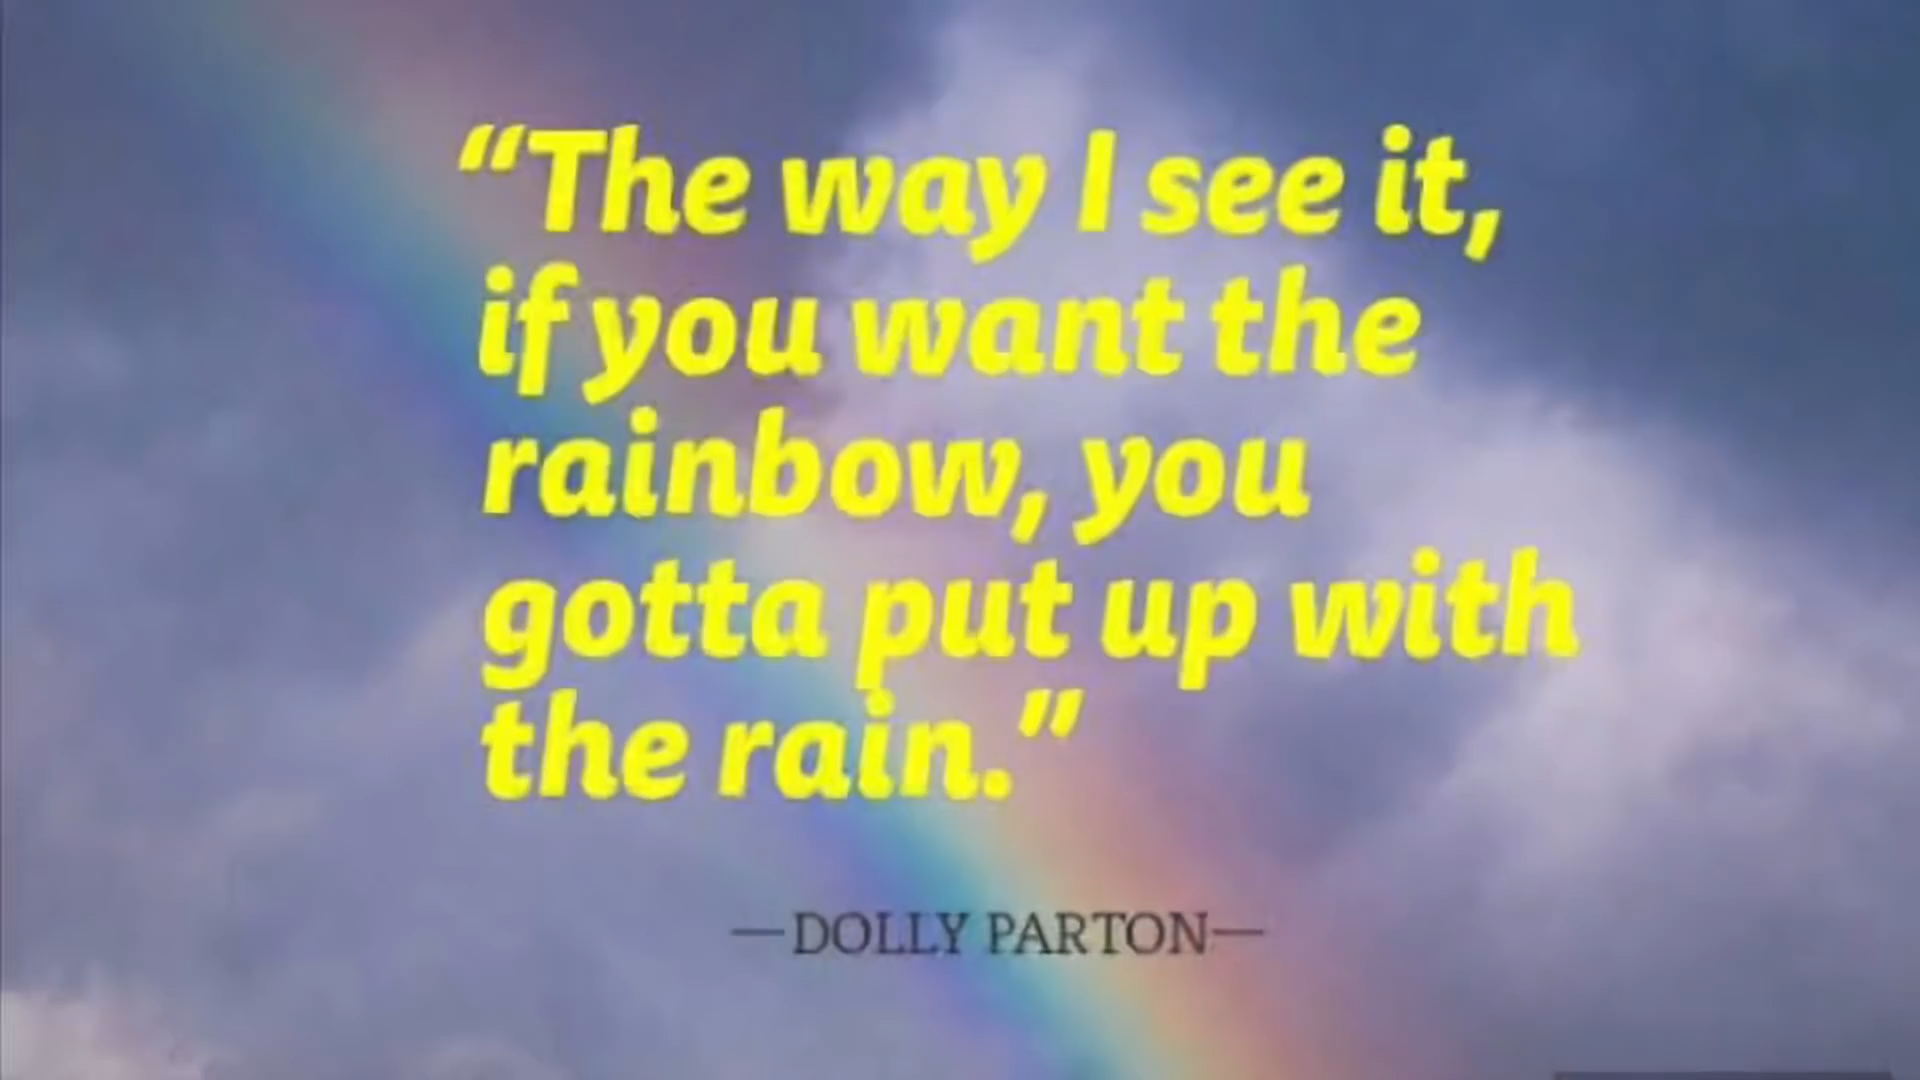 “The way I see it,
if you want the
rainbow, you
gotta put up with
the rain.”
—DOLLY PARTON—